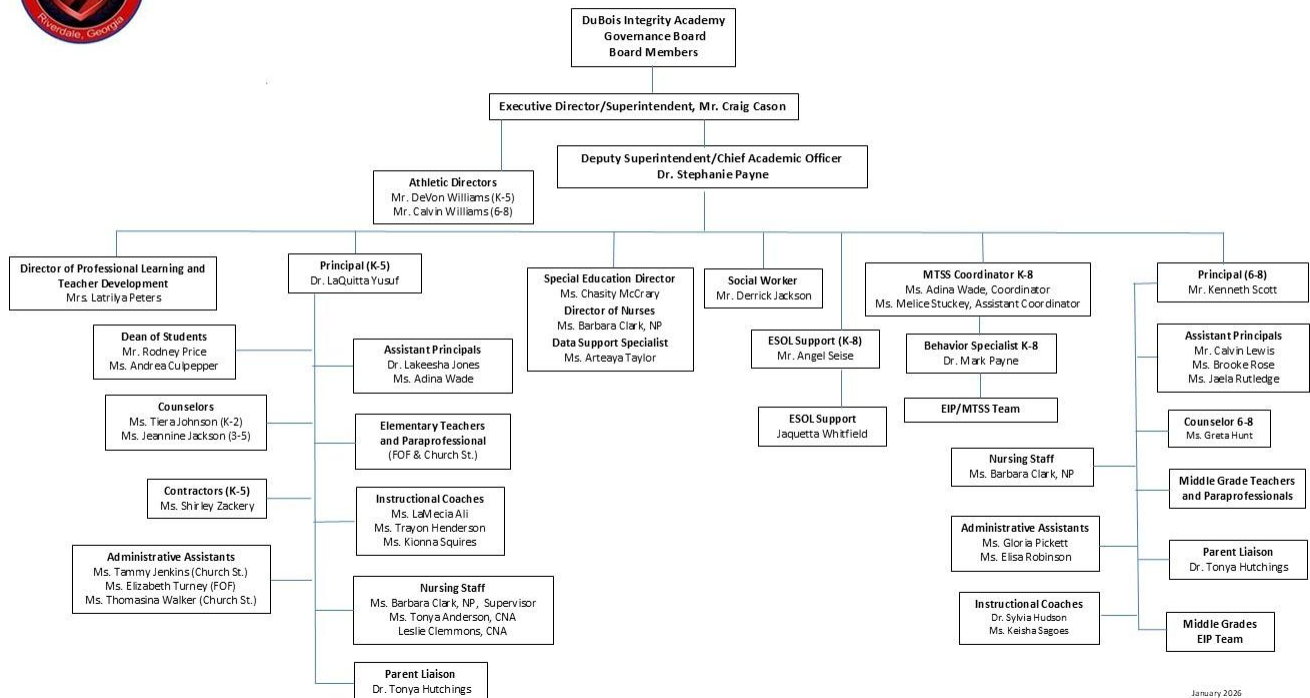 Riverdale, Georgia
DuBois Integrity Academy
Governance Board
Board Members
Executive Director/Superintendent, Mr. Craig Cason
Deputy Superintendent/Chief Academic Officer
Dr. Stephanie Payne
Athletic Directors
Mr. DeVon Williams (K-5)
Mr. Calvin Williams (6-8)
Director of Professional Learning and
Teacher Development
Mrs. Latrilya Peters
Principal (K-5)
Dr. LaQuitta Yusuf
Special Education Director
Ms. Chasity McCrary
Director of Nurses
Ms. Barbara Clark, NP
Data Support Specialist
Ms. Arteaya Taylor
Social Worker
Mr. Derrick Jackson
MTSS Coordinator K-8
Ms. Adina Wade, Coordinator
Ms. Melice Stuckey, Assistant Coordinator
Principal (6-8)
Mr. Kenneth Scott
Dean of Students
Mr. Rodney Price
Ms. Andrea Culpepper
Assistant Principals
Dr. Lakeesha Jones
Ms. Adina Wade
ESOL Support (K-8)
Mr. Angel Seise
Behavior Specialist K-8
Dr. Mark Payne
Assistant Principals
Mr. Calvin Lewis
Ms. Brooke Rose
Ms. Jaela Rutledge
Counselors
Ms. Tiera Johnson (K-2)
Ms. Jeannine Jackson (3-5)
Elementary Teachers
and Paraprofessional
(FOF & Church St.)
ESOL Support
Jaquetta Whitfield
EIP/MTSS Team
Counselor 6-8
Ms. Greta Hunt
Nursing Staff
Ms. Barbara Clark, NP
Middle Grade Teachers
and Paraprofessionals
Contractors (K-5)
Ms. Shirley Zackery
Instructional Coaches
Ms. LaMecia Ali
Ms. Trayon Henderson
Ms. Kionna Squires
Administrative Assistants
Ms. Gloria Pickett
Ms. Elisa Robinson
Parent Liaison
Dr. Tonya Hutchings
Administrative Assistants
Ms. Tammy Jenkins (Church St.)
Ms. Elizabeth Turney (FOF)
Ms. Thomasina Walker (Church St.)
Nursing Staff
Ms. Barbara Clark, NP, Supervisor
Ms. Tonya Anderson, CNA
Leslie Clemmons, CNA
Instructional Coaches
Dr. Sylvia Hudson
Ms. Keisha Sagoes
Middle Grades
EIP Team
Parent Liaison
Dr. Tonya Hutchings
January 2026